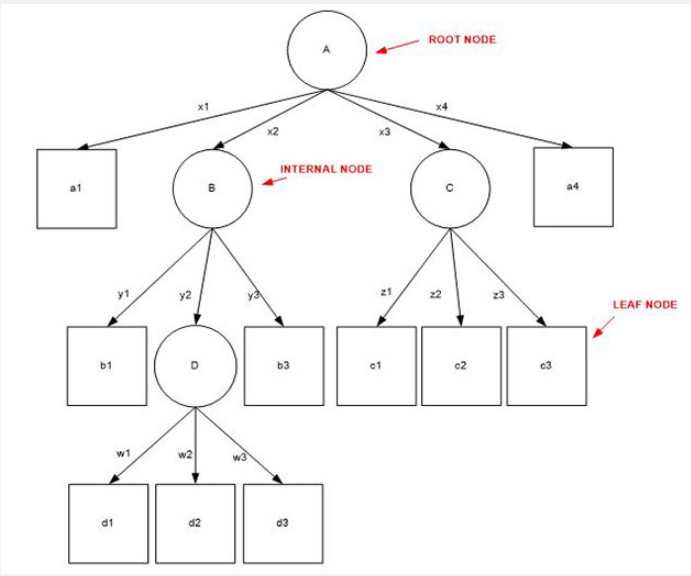 A
ROOT NODE
x1
x2
x3
x4
a1
B
INTERNAL NODE
C
a4
y1
y2
y3
z1
z2
z3
LEAF NODE
b1
D
b3
c1
c2
c3
w1
w2
w3
d1
d2
d3